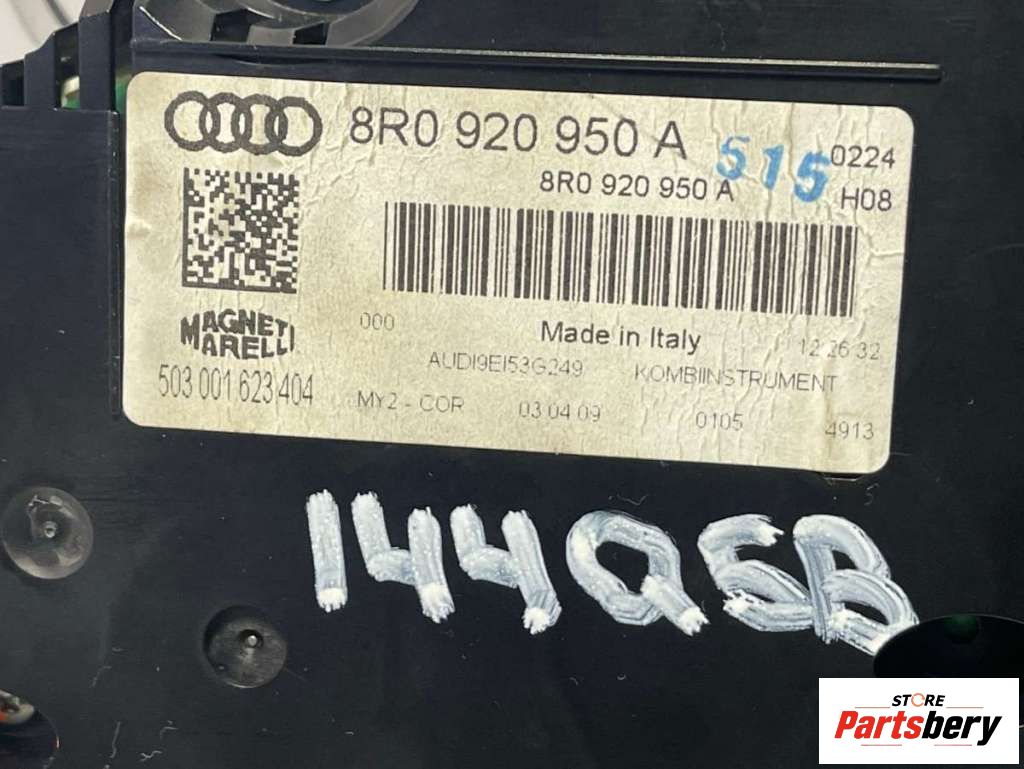 8R0 920 950 A
515
0224
8R0 920 950 A
H08
MAGNETI
MARELLI
503 001 623 404
000
Made in Italy
12:26:32
AUDI9EI53G249
KOMBIINSTRUMENT
MY2 - COR
03.04.09
0105
4913
144QSB
STORE
Partsbery